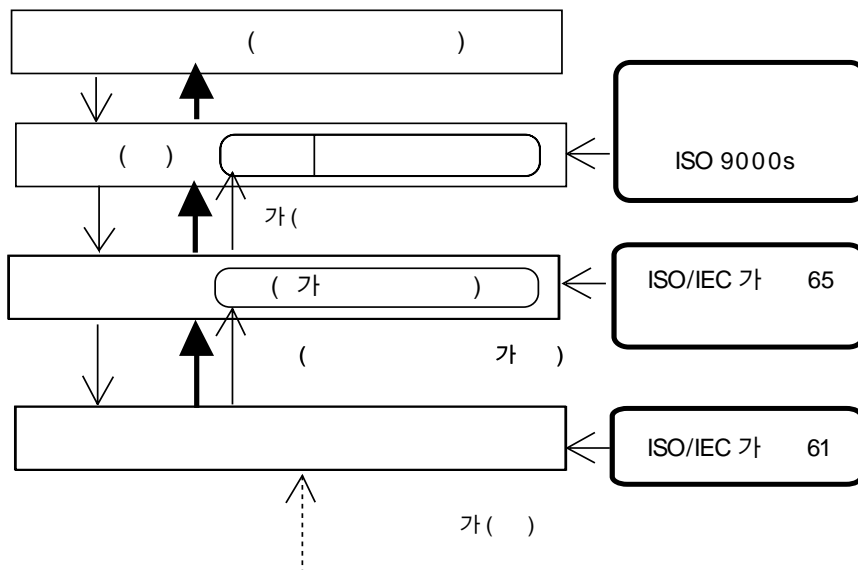 ( )
( )
ISO 9000s
가 (
( 가 )
ISO/IEC 가 65
( 가 )
ISO/IEC 가 61
가 ( )